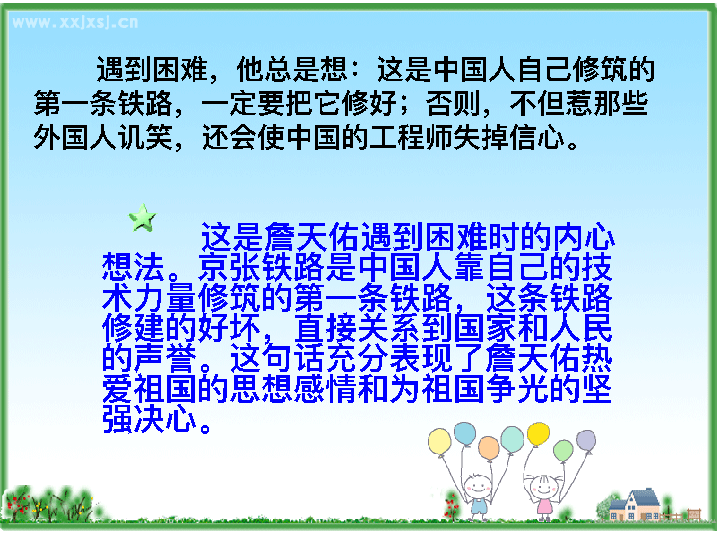 www.xxjxsj.cn
遇到困难，他总是想：这是中国人自己修筑的
第一条铁路，一定要把它修好；否则，不但惹那些
外国人讥笑，还会使中国的工程师失掉信心。
这是詹天佑遇到困难时的内心
想法。京张铁路是中国人靠自己的技
术力量修筑的第一条铁路，这条铁路
修建的好坏，直接关系到国家和人民
的声誉。这句话充分表现了詹天佑热
爱祖国的思想感情和为祖国争光的坚
强决心。